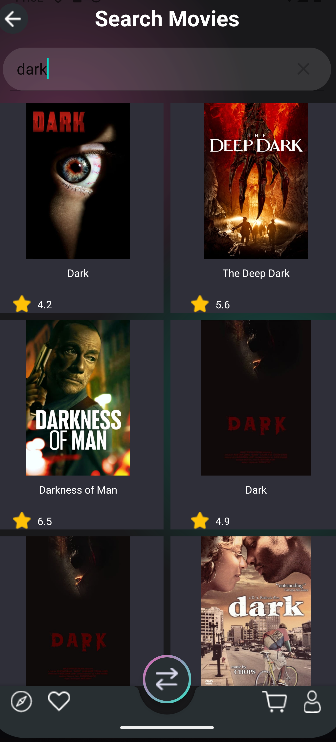 Search Movies
dark
DARK
THE
DEEP DARK
Dark
The Deep Dark
4.2
5.6
DARKNESS
OF MAN
DARK
Darkness of Man
Dark
6.5
4.9
DARK
dark